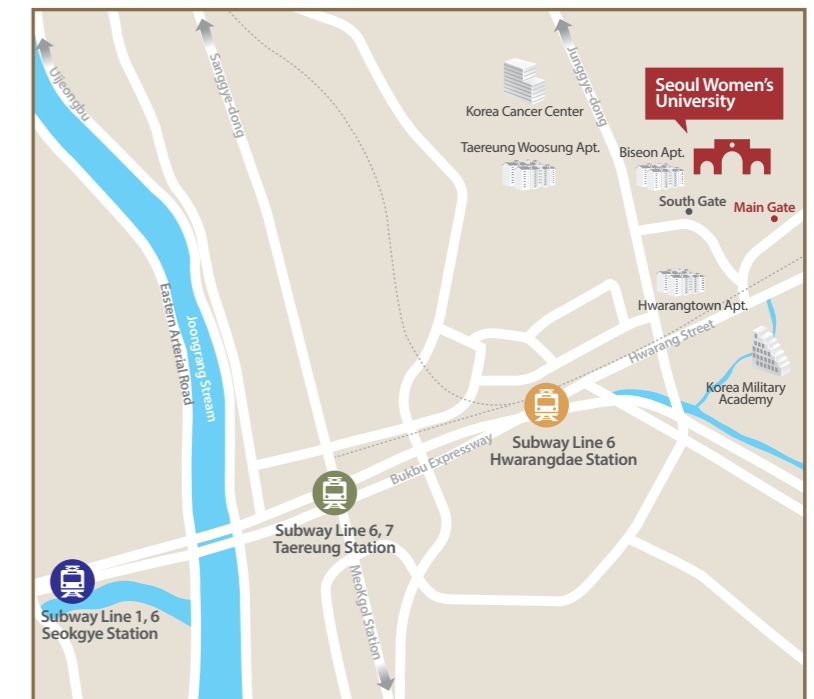 Uijeongbu
Sanggye-dong
Junggye-dong
Korea Cancer Center
Seoul Women's
University
Taereung Woosung Apt.
Biseon Apt.
South Gate
Main Gate
Hwarangtown Apt.
Hwarang Street
Korea Military
Academy
Eastern Arterial Road
Joongrang Stream
Subway Line 6
Hwarangdae Station
Bukbu Expressway
Subway Line 6, 7
Taereung Station
MeoKgol Station
Subway Line 1, 6
Seokgye Station